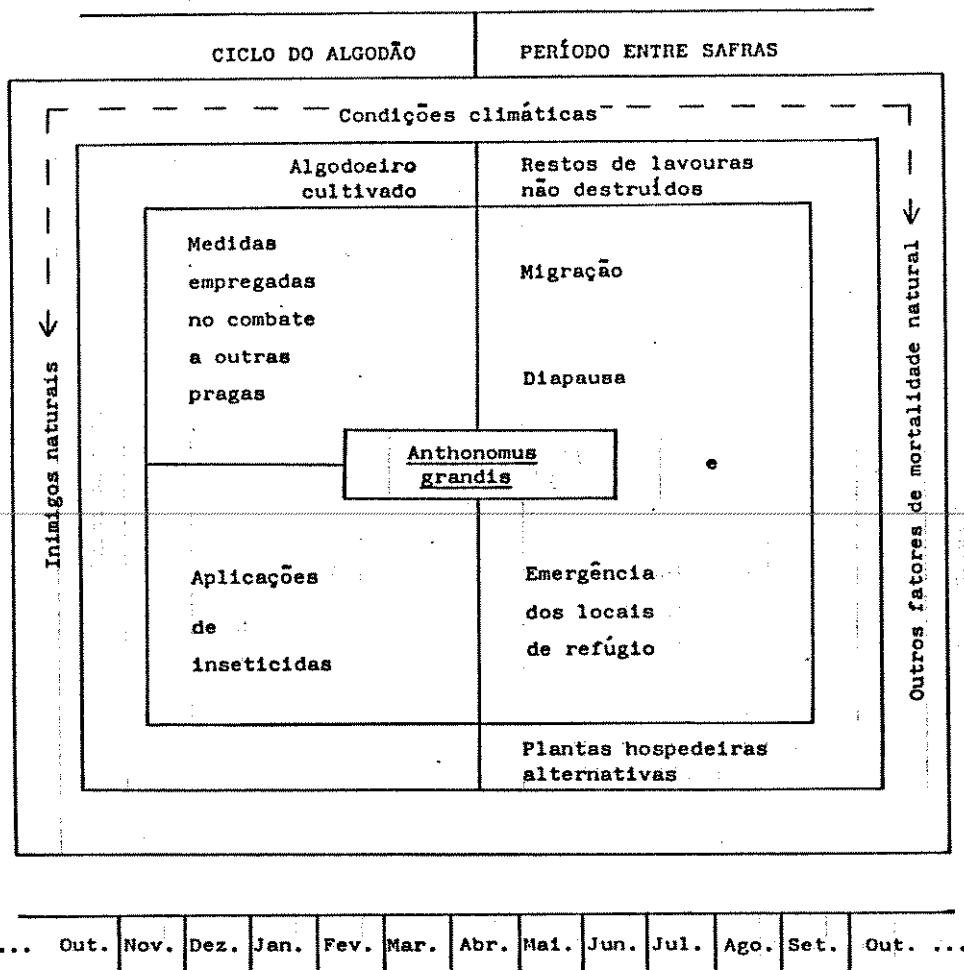 CICLO DO ALGODÃO
PERÍODO ENTRE SAFRAS
Condições climáticas
Algodoeiro
cultivado
Restos de lavouras
não destruídos
Medidas
empregadas
no combate
a outras
pragas
Migração
Diapausa
Anthonomus
grandis
e
Aplicações
de
inseticidas
Emergência
dos locais
de refúgio
Plantas hospedeiras
alternativas
Inimigos naturais
Outros fatores de mortalidade natural
... Out. Nov. Dez. Jan. Fev. Mar. Abr. Mai. Jun. Jul. Ago. Set. Out. ...